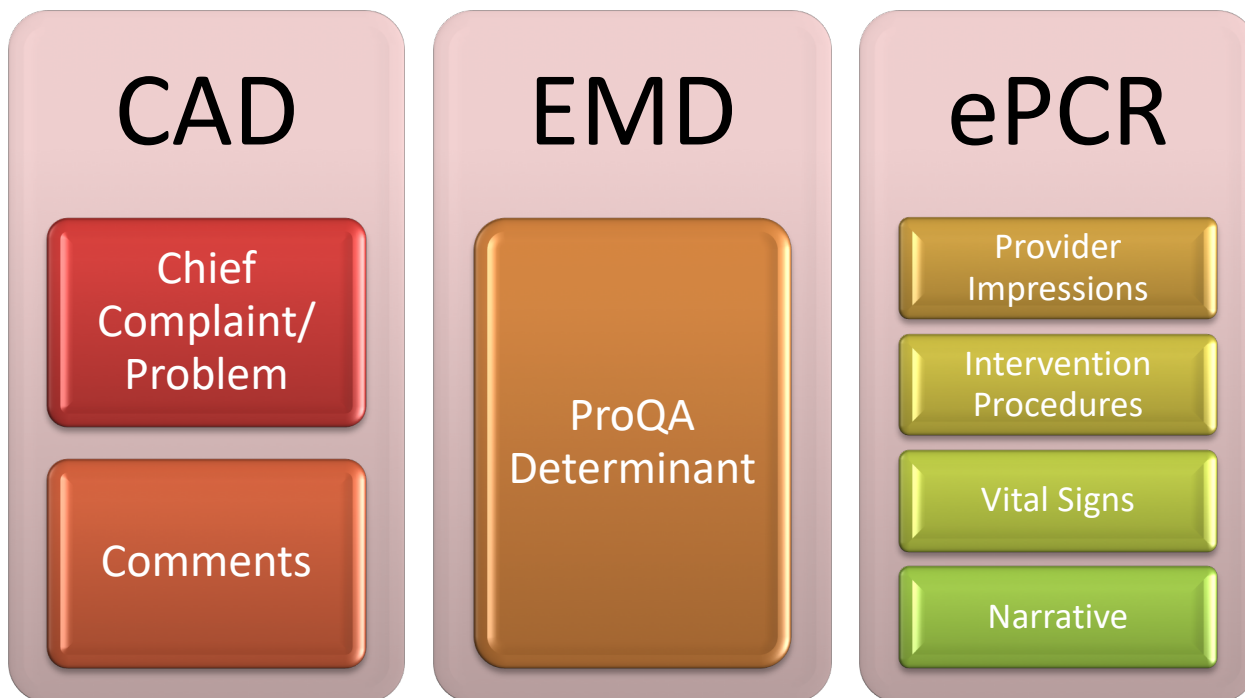 CAD
Chief
Complaint/
Problem
Comments
EMD
ProQA
Determinant
ePCR
Provider
Impressions
Intervention
Procedures
Vital Signs
Narrative